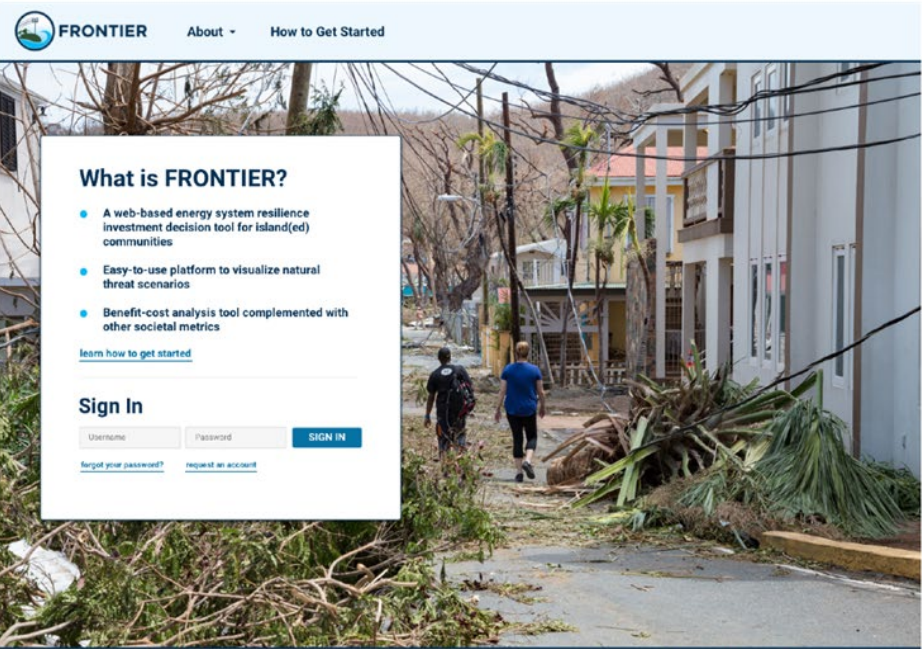 FRONTIER
About
How to Get Started
What is FRONTIER?
A web-based energy system resilience
investment decision tool for island(ed)
communities
Easy-to-use platform to visualize natural
threat scenarios
Benefit-cost analysis tool complemented with
other societal metrics
learn how to get started
Sign In
Username
Password
SIGN IN
forgot your password?
request an account